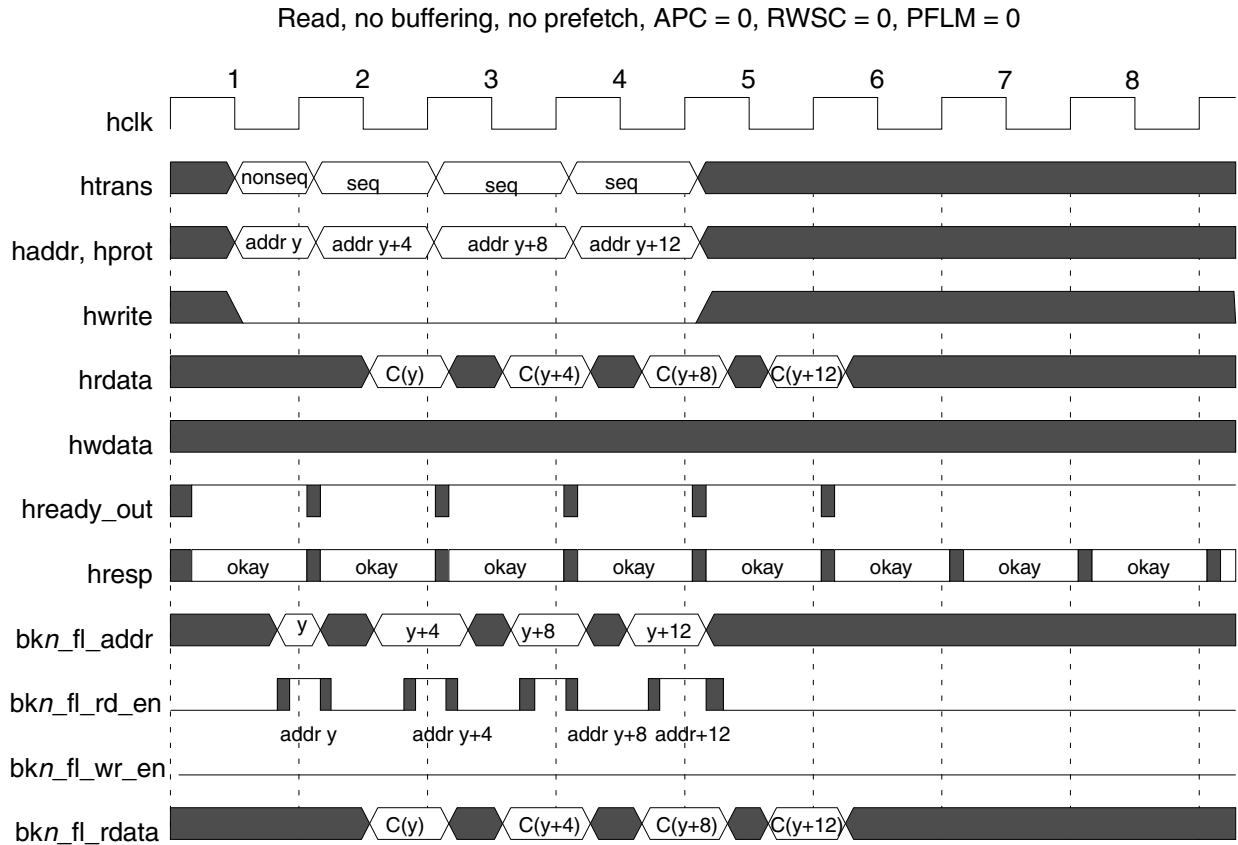 Read, no buffering, no prefetch, APC = 0, RWSC = 0, PFLM = 0
1 2 3 4 5 6 7 8
hclk
htrans nonseq seq seq seq
haddr, hprot addr y addr y+4 addr y+8 addr y+12
hwrite
hrdata C(y) C(y+4) C(y+8) C(y+12)
hwdata
hready_out
hresp okay okay okay okay okay okay okay okay
bkn_fl_addr y y+4 y+8 y+12
bkn_fl_rd_en
addr y addr y+4 addr y+8 addr+12
bkn_fl_wr_en
bkn_fl_rdata C(y) C(y+4) C(y+8) C(y+12)